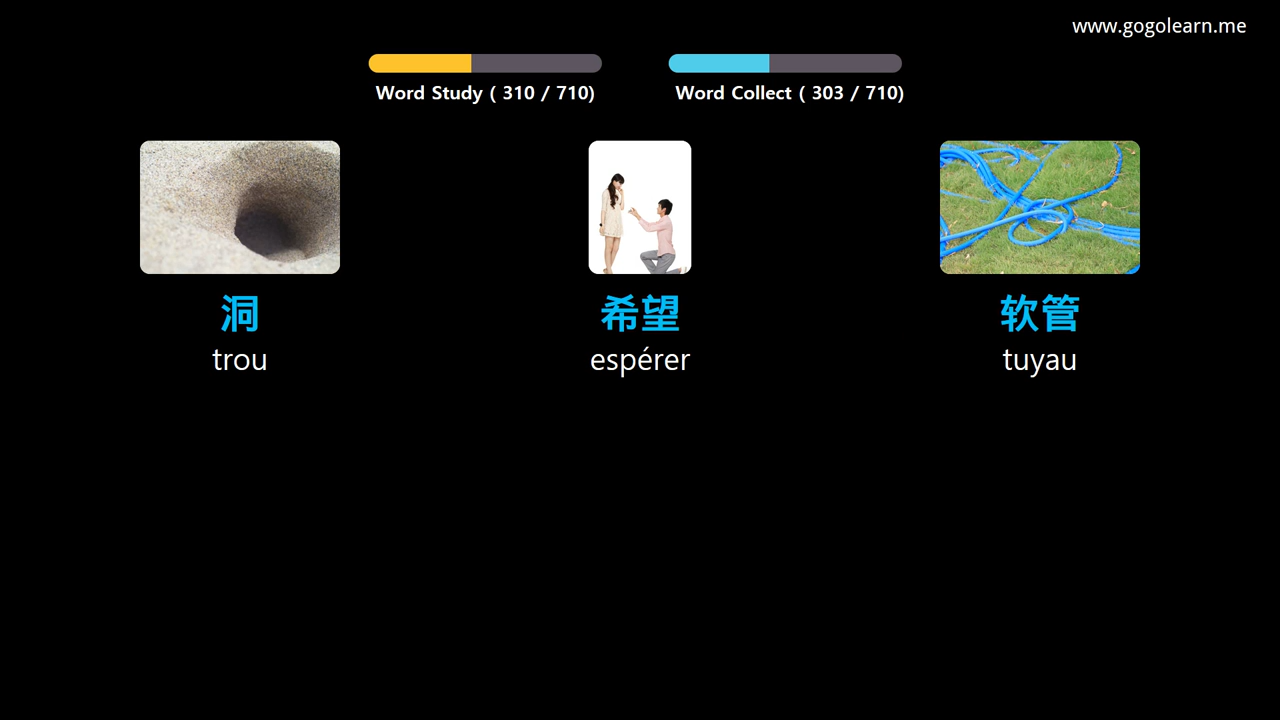 www.gogolearn.me
Word Study ( 310 / 710)
Word Collect ( 303 / 710)
洞
希望
软管
trou
espérer
tuyau